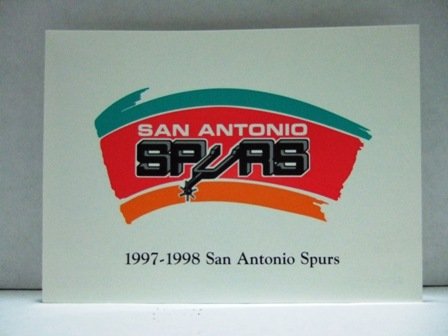 SAN ANTONIO
SPURS
1997-1998 San Antonio Spurs